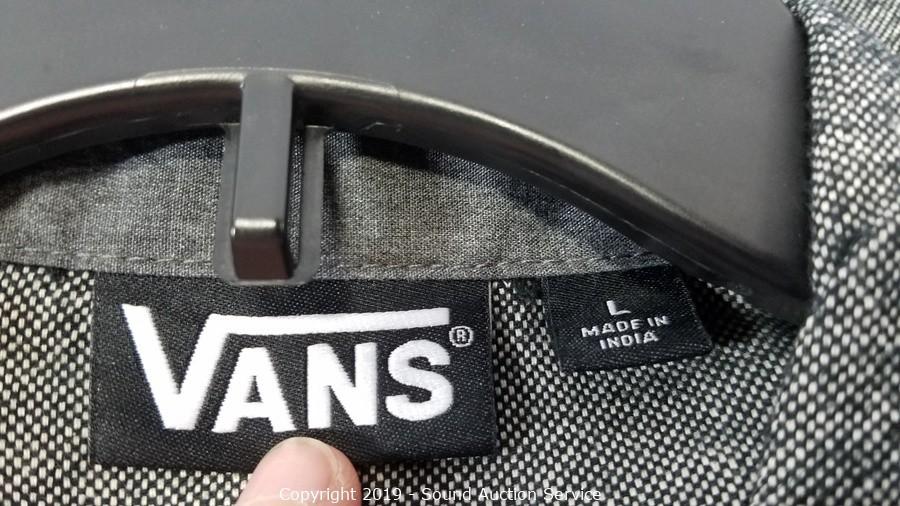 VANS®
L
MADE IN
INDIA
Copyright 2019 - Sound Auction Service